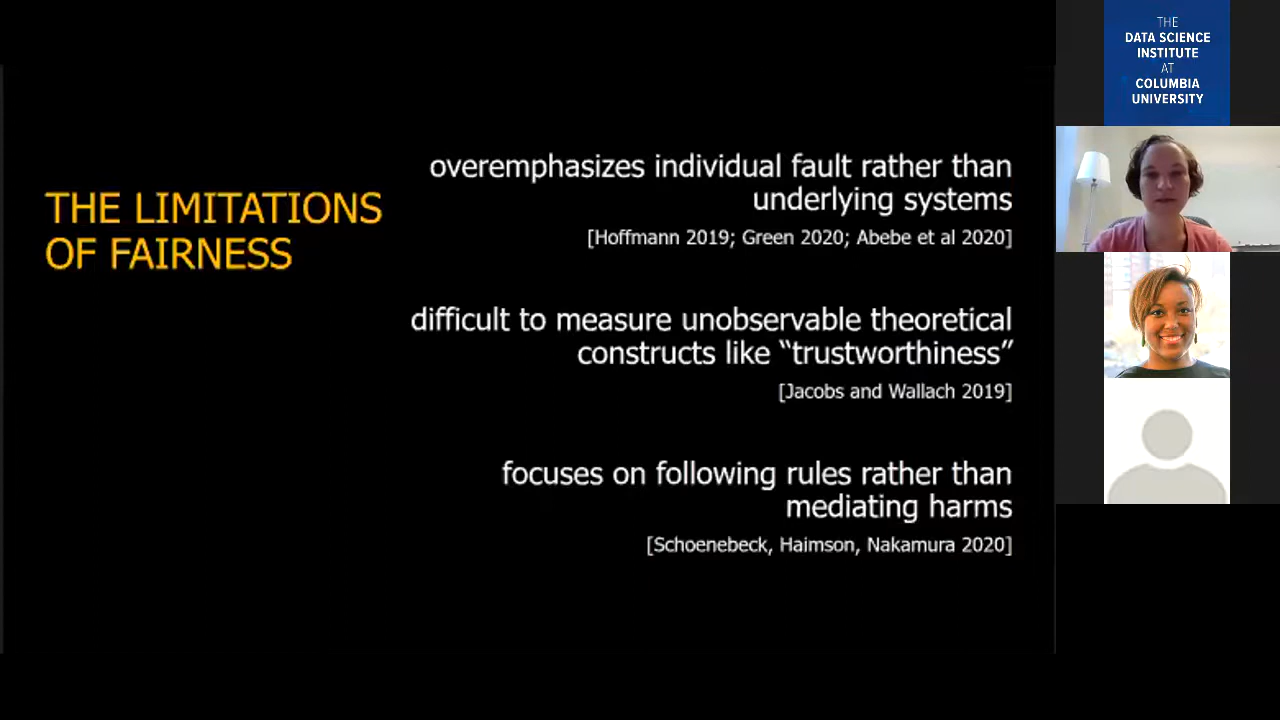 THE LIMITATIONS
OF FAIRNESS
overemphasizes individual fault rather than
underlying systems
[Hoffmann 2019; Green 2020; Abebe et al 2020]
difficult to measure unobservable theoretical
constructs like “trustworthiness”
[Jacobs and Wallach 2019]
focuses on following rules rather than
mediating harms
[Schoenebeck, Haimson, Nakamura 2020]
THE
DATA SCIENCE
INSTITUTE
AT
COLUMBIA
UNIVERSITY